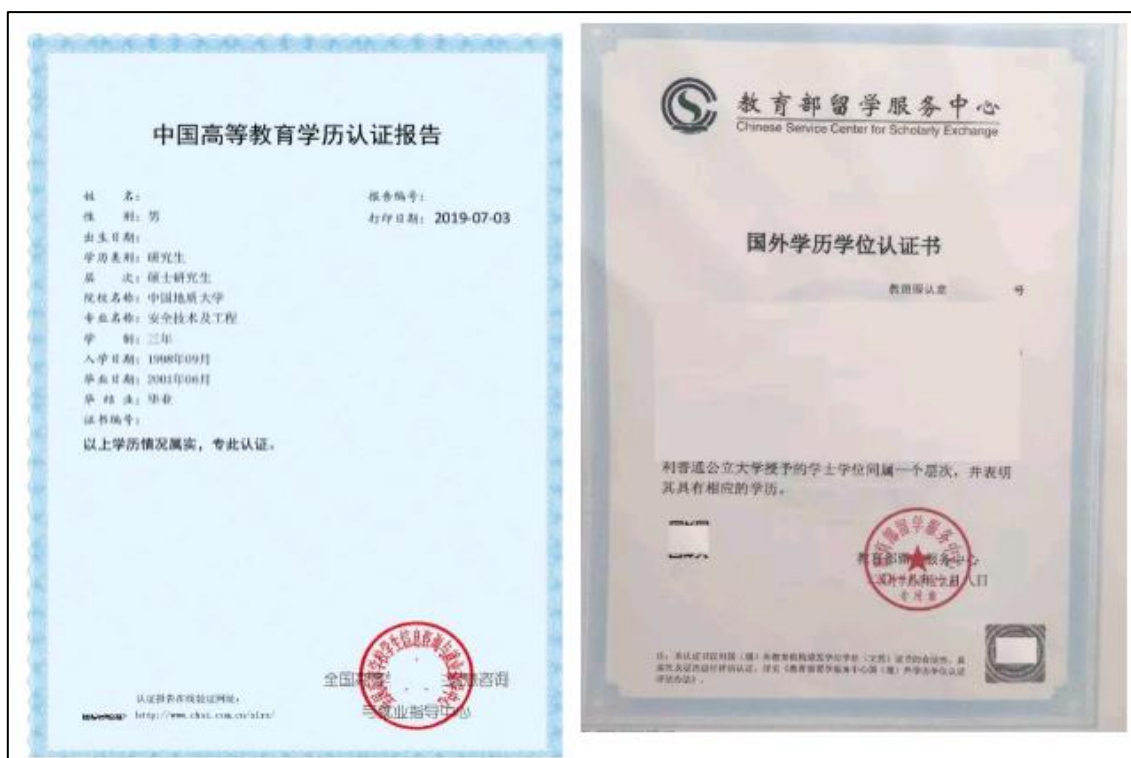 中国高等教育学历认证报告
姓 名：
报告编号：
性 别：男
打印日期：2019-07-03
出生日期：
学历类别：研究生
层 次：硕士研究生
院校名称：中国地质大学
专业名称：安全技术及工程
学 制：三年
入学日期：1998年09月
毕业日期：2001年06月
毕 结 业：毕业
证书编号：
以上学历情况属实，专此认证。
全国
咨询
与就业指导中心
认证报告在线验证网址：
教育部留学服务中心
Chinese Service Center for Scholarly Exchange
国外学历学位认证书
教留服认意 号
利普通公立大学授予的学士学位同属一个层次，并表明
其具有相应的学历。
教育部留学服务中心
八日
专用章